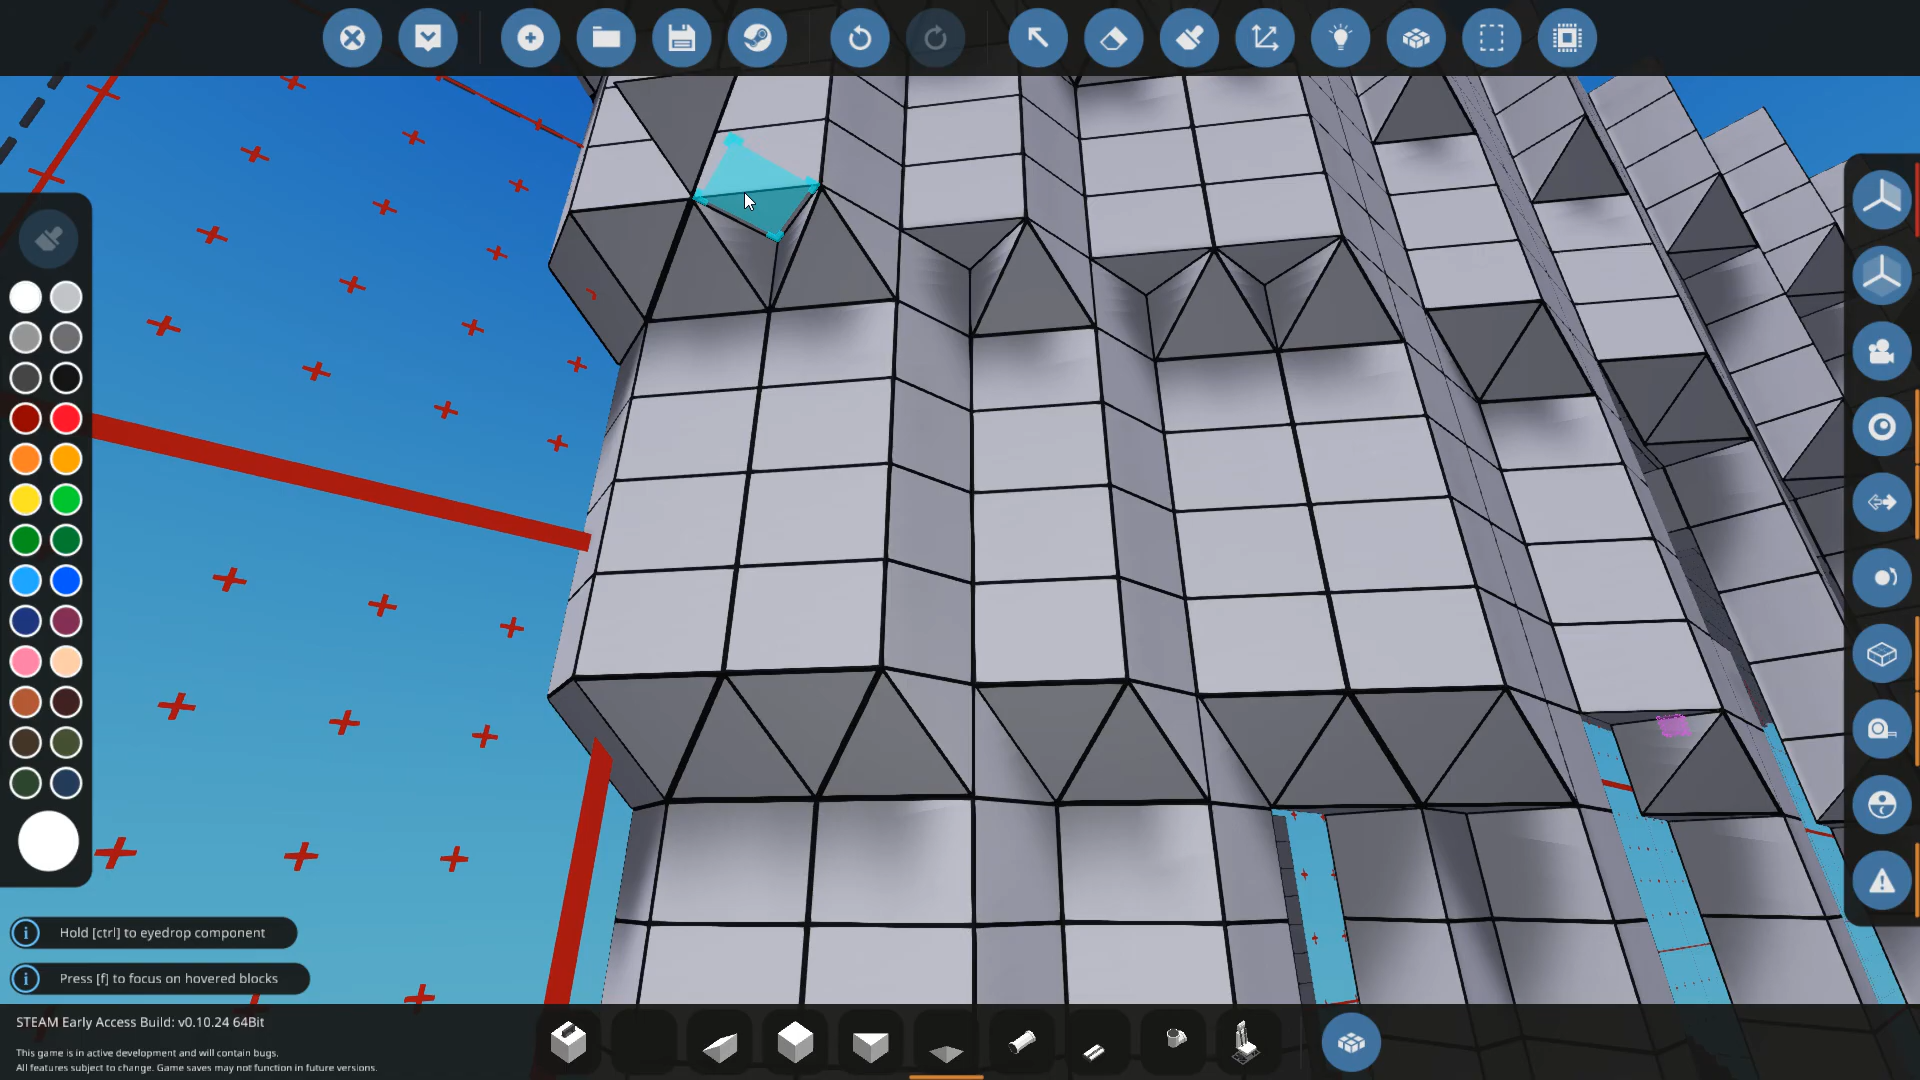 Hold [ctrl] to eyedrop component
Press [f] to focus on hovered blocks
STEAM Early Access Build: v0.10.24 64Bit
This game is in active development and will contain bugs.
All features subject to change. Game saves may not function in future versions.